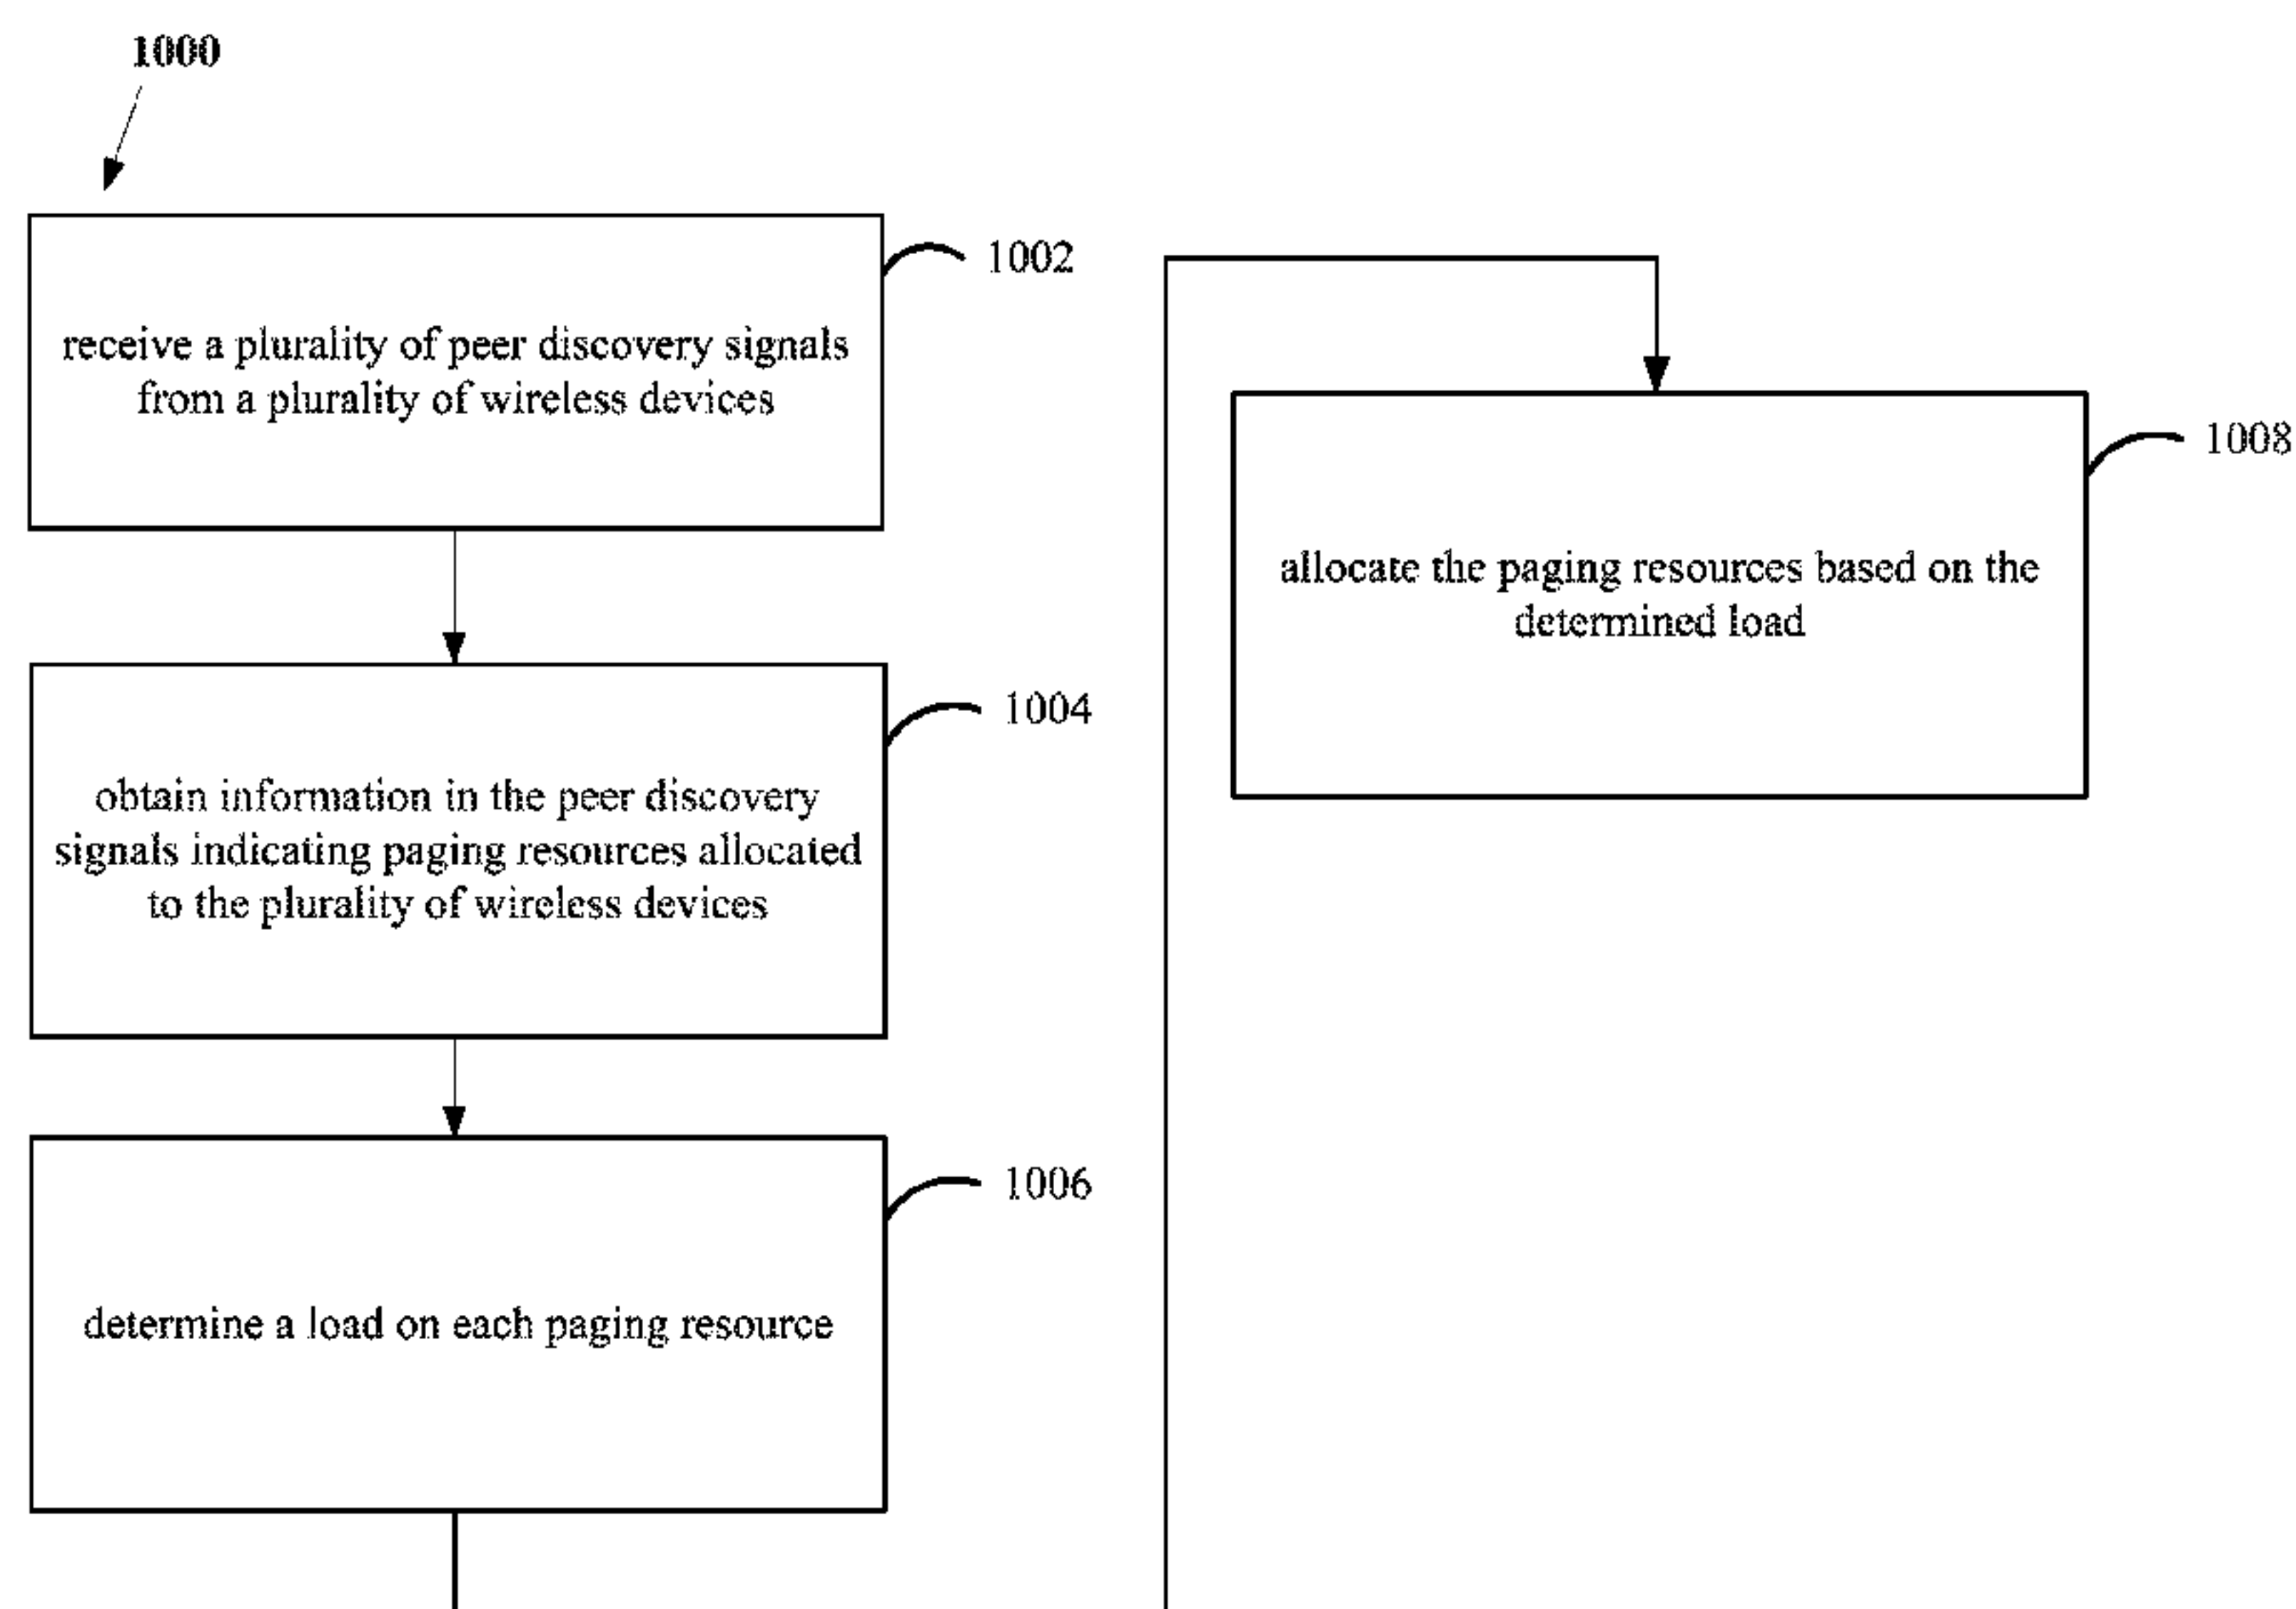 1000
receive a plurality of peer discovery signals
from a plurality of wireless devices
1002
obtain information in the peer discovery
signals indicating paging resources allocated
to the plurality of wireless devices
1004
determine a load on each paging resource
1006
allocate the paging resources based on the
determined load
1008